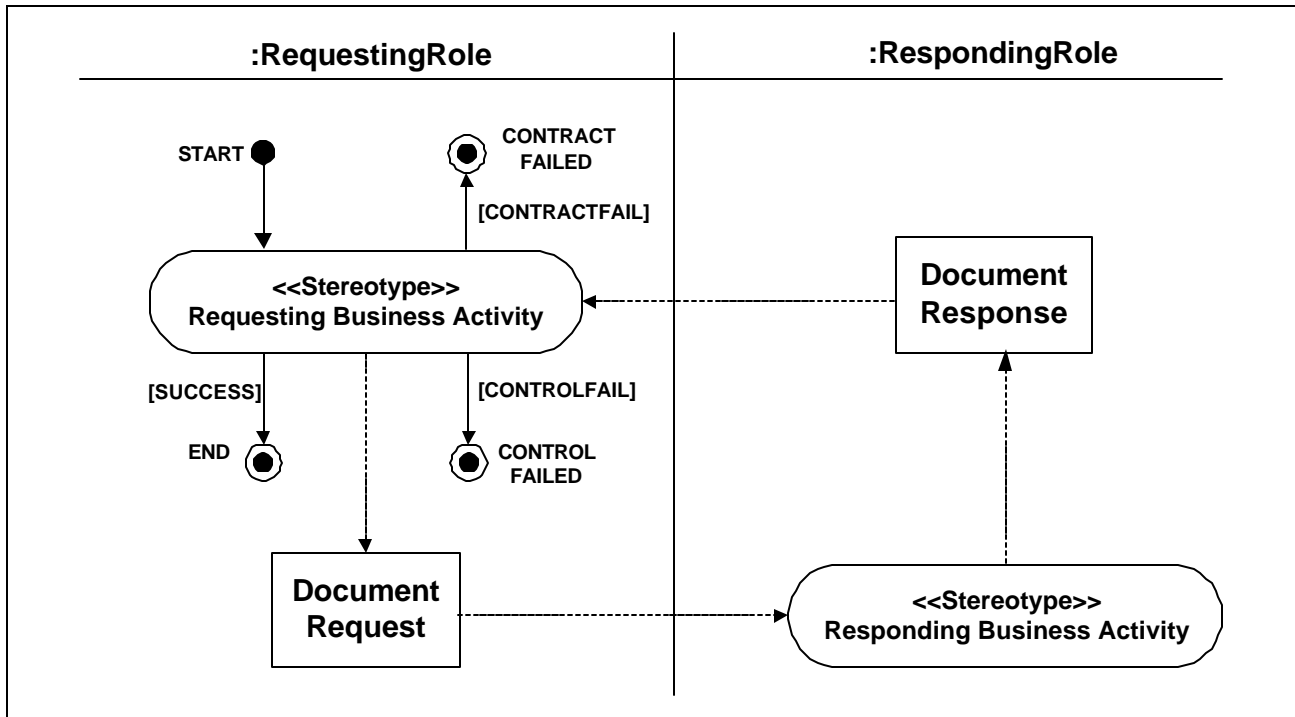 :RequestingRole
:RespondingRole
START
CONTRACT
FAILED
[CONTRACTFAIL]
<<Stereotype>>
Requesting Business Activity
Document
Response
[SUCCESS]
[CONTROLFAIL]
END
CONTROL
FAILED
Document
Request
<<Stereotype>>
Responding Business Activity